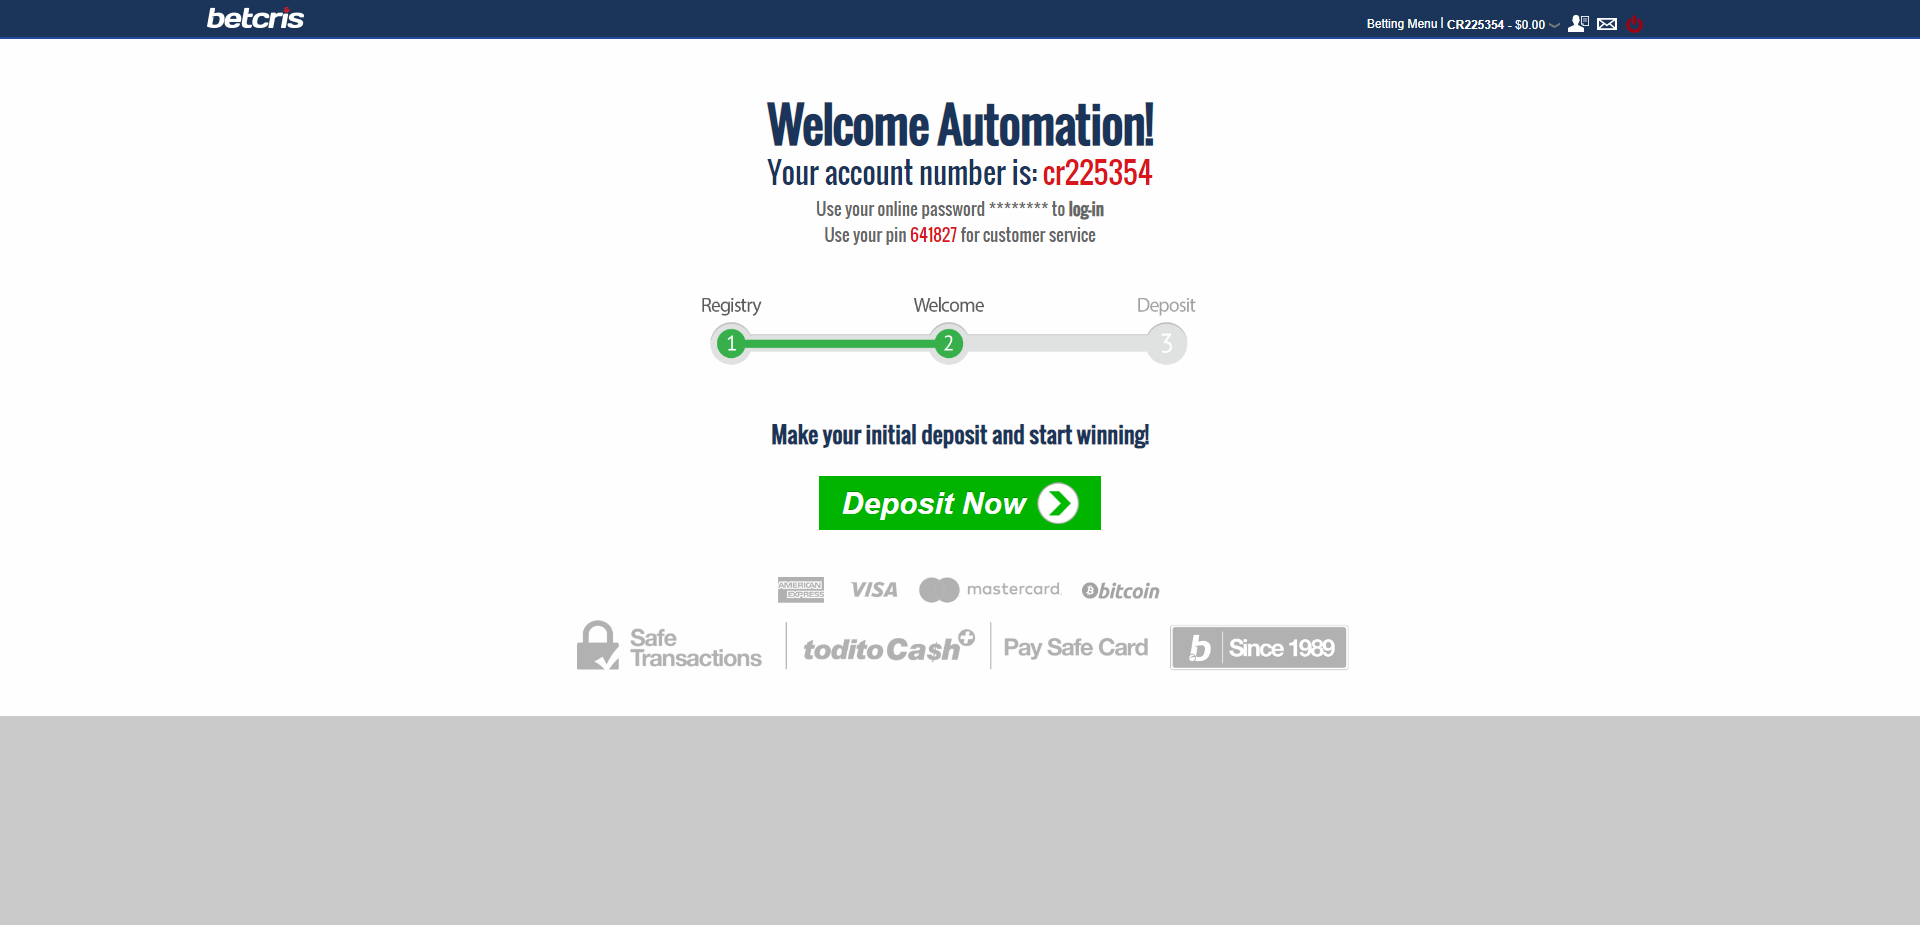 betcris
Betting Menu | CR225354 - $0.00
Welcome Automation!
Your account number is: cr225354
Use your online password ******** to log-in
Use your pin 641827 for customer service
Registry Welcome Deposit
1 2 3
Make your initial deposit and start winning!
Deposit Now
AMERICAN EXPRESS VISA mastercard. bitcoin
Safe Transactions toditoCa$h+ Pay Safe Card b Since 1989